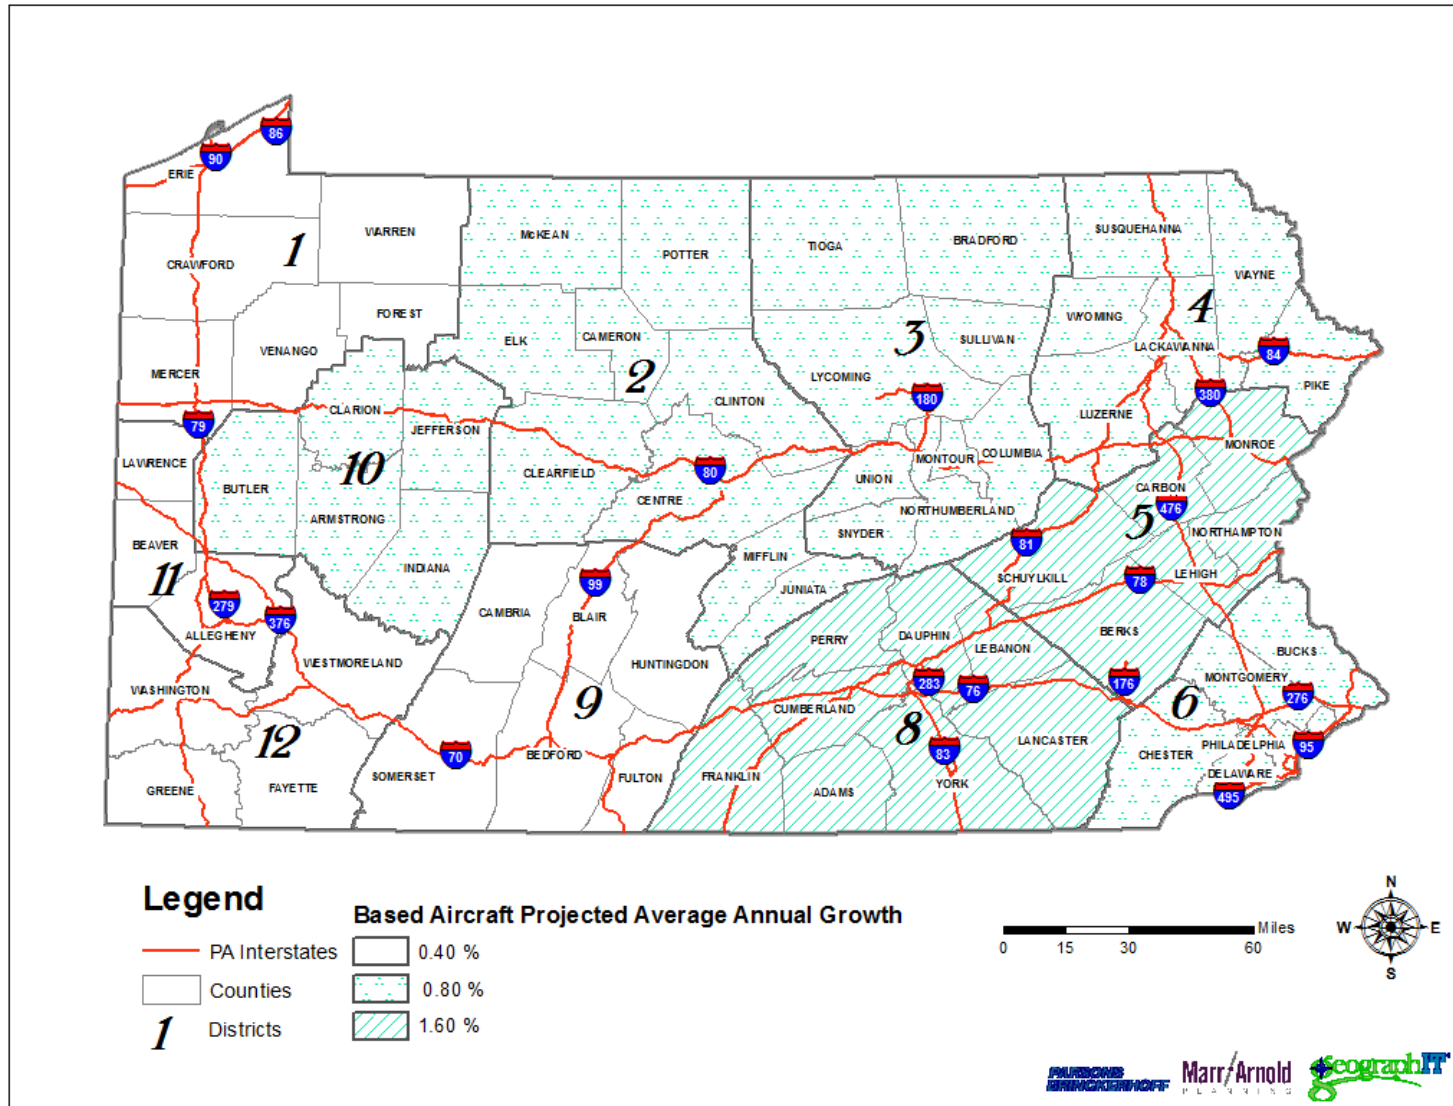 86
90
ERIE
WARREN
McKEAN
POTTER
TIOGA
BRADFORD
SUSQUEHANNA
1
CRAWFORD
WAYNE
FOREST
4
WYOMING
ELK
CAMERON
3
SULLIVAN
VENANGO
LACKAWANNA
84
MERCER
2
LYCOMING
PIKE
180
380
CLINTON
CLARION
LUZERNE
79
JEFFERSON
MONROE
LAWRENCE
10
80
MONTOUR
COLUMBIA
CLEARFIELD
UNION
BUTLER
CARBON
CENTRE
476
ARMSTRONG
NORTHUMBERLAND
5
SNYDER
NORTHAMPTON
BEAVER
81
MIFFLIN
11
INDIANA
99
SCHUYLKILL
78
LEHIGH
JUNIATA
279
CAMBRIA
BLAIR
376
ALLEGHENY
PERRY
DAUPHIN
BERKS
LEBANON
BUCKS
WESTMORELAND
HUNTINGDON
283
76
176
MONTGOMERY
WASHINGTON
276
CUMBERLAND
6
9
8
12
LANCASTER
PHILADELPHIA
95
70
BEDFORD
83
CHESTER
SOMERSET
FULTON
FRANKLIN
DELAWARE
GREENE
FAYETTE
ADAMS
YORK
495
Legend
Based Aircraft Projected Average Annual Growth
PA Interstates
0.40 %
Counties
0.80 %
1 Districts
1.60 %
0 15 30 60 Miles
N
W E
S
PARSONS
BRINCKERHOFF
Marr/Arnold
PLANNING
geographIT